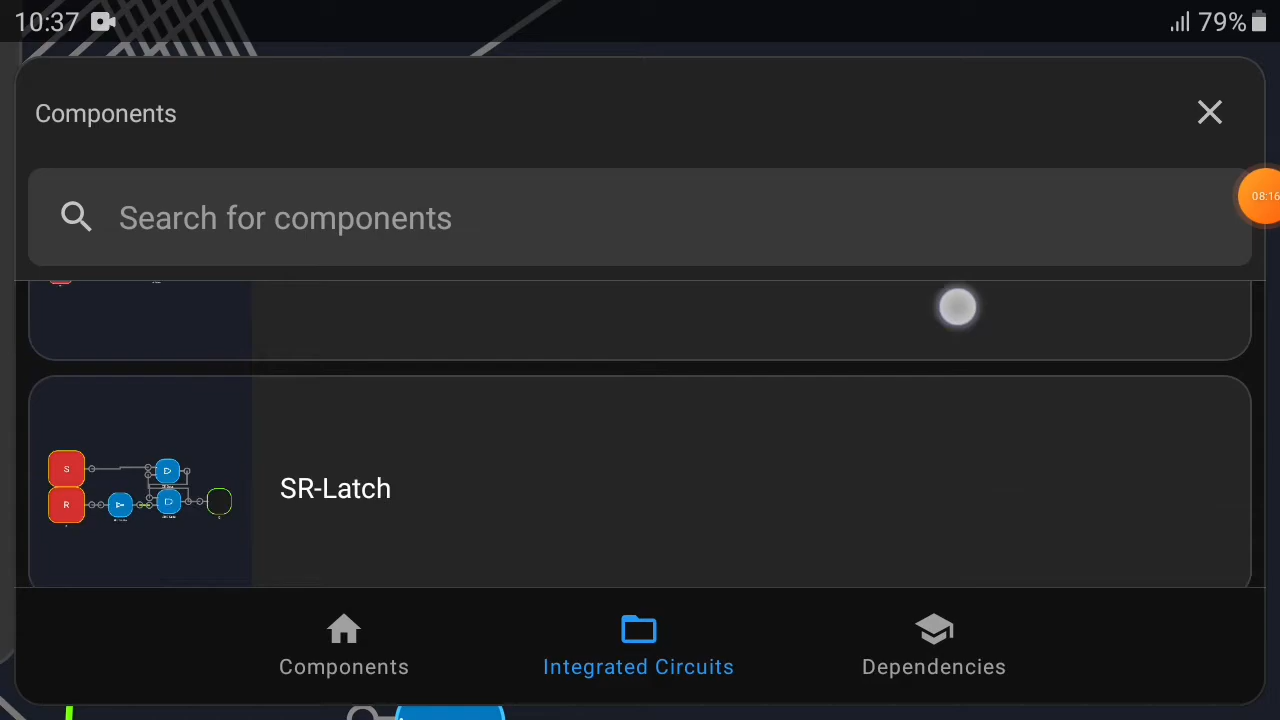 10:37
79%
Components
08:16
Search for components
S
R
SR-Latch
Components
Integrated Circuits
Dependencies